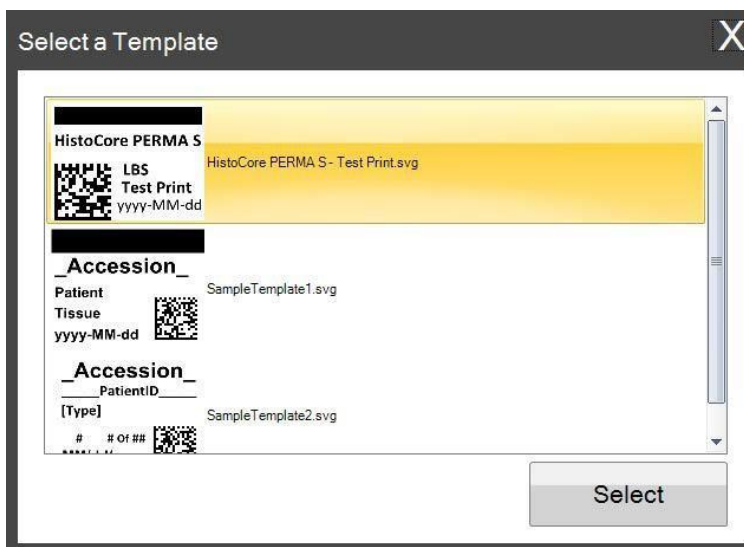 Select a Template
X
HistoCore PERMA S
LBS
Test Print
yyyy-MM-dd
HistoCore PERMA S - Test Print.svg
_Accession_
Patient
Tissue
yyyy-MM-dd
SampleTemplate1.svg
_Accession_
_____PatientID_____
[Type]
# # Of ##
SampleTemplate2.svg
Select